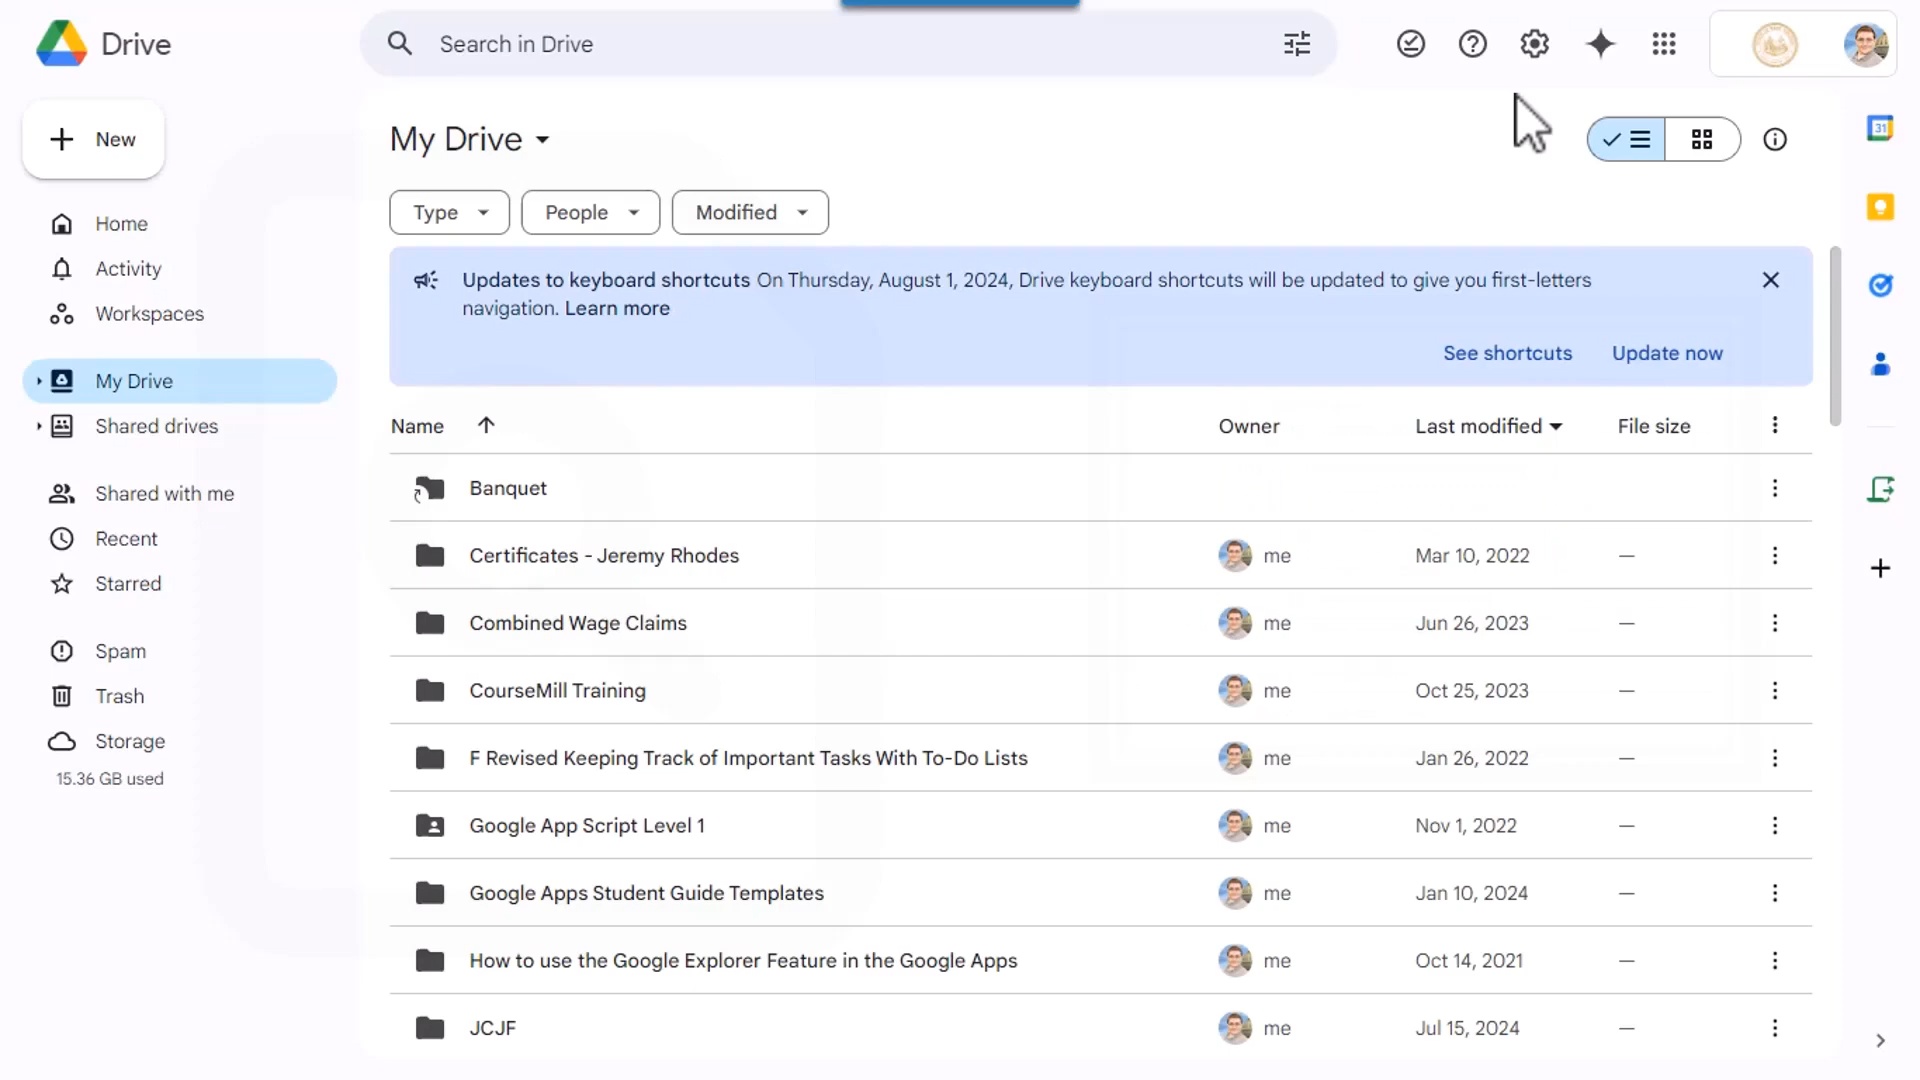 Drive
Search in Drive
New
My Drive
Type
People
Modified
Home
Activity
Workspaces
My Drive
Shared drives
Shared with me
Recent
Starred
Spam
Trash
Storage
15.36 GB used
Updates to keyboard shortcuts On Thursday, August 1, 2024, Drive keyboard shortcuts will be updated to give you first-letters
navigation. Learn more
See shortcuts Update now
Name Owner Last modified File size
Banquet
Certificates - Jeremy Rhodes me Mar 10, 2022 —
Combined Wage Claims me Jun 26, 2023 —
CourseMill Training me Oct 25, 2023 —
F Revised Keeping Track of Important Tasks With To-Do Lists me Jan 26, 2022 —
Google App Script Level 1 me Nov 1, 2022 —
Google Apps Student Guide Templates me Jan 10, 2024 —
How to use the Google Explorer Feature in the Google Apps me Oct 14, 2021 —
JCJF me Jul 15, 2024 —
31